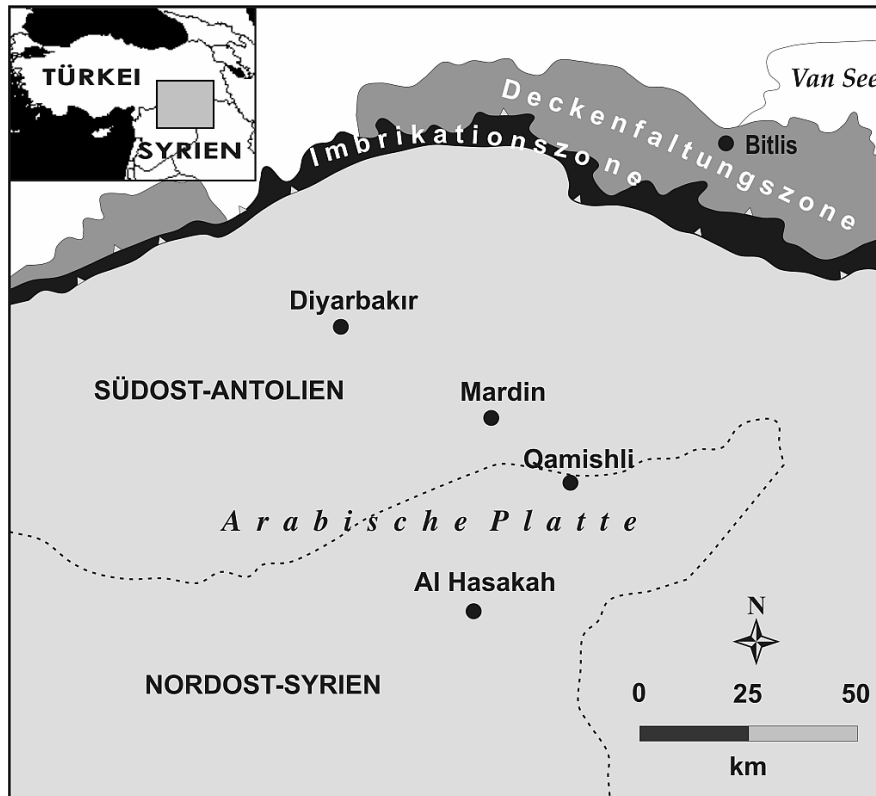 TÜRKEI
SYRIEN
Van See
Deckenfaltungszone
Imbrikationszone
Bitlis
Diyarbakır
SÜDOST-ANTOLIEN
Mardin
Qamishli
Arabische Platte
Al Hasakah
N
NORDOST-SYRIEN
0 25 50
km